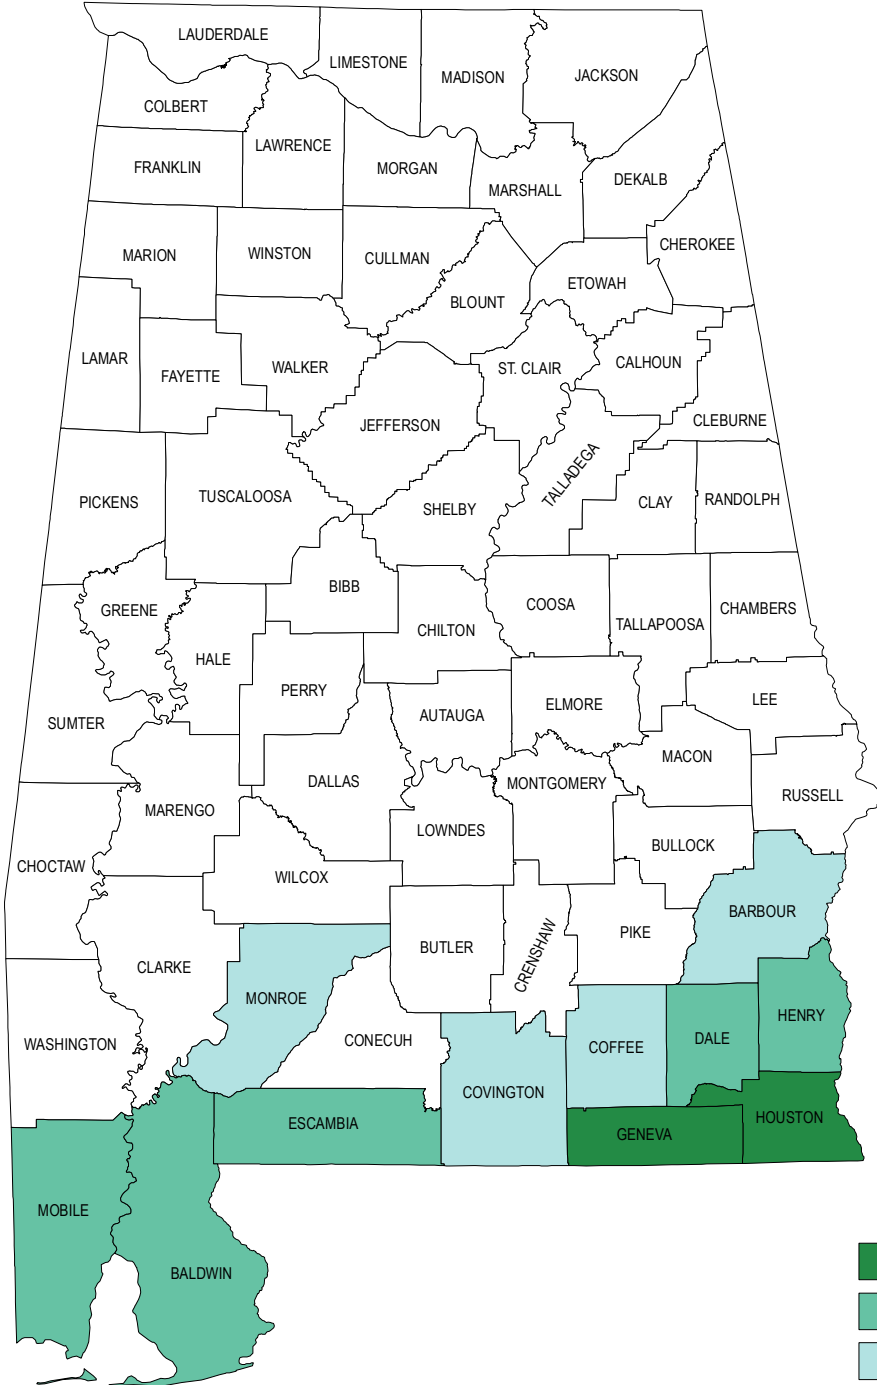 LAUDERDALE
LIMESTONE
MADISON
JACKSON
COLBERT
LAWRENCE
FRANKLIN
MORGAN
MARSHALL
DEKALB
MARION
WINSTON
CULLMAN
CHEROKEE
ETOWAH
BLOUNT
LAMAR
FAYETTE
WALKER
ST. CLAIR
CALHOUN
JEFFERSON
CLEBURNE
TALLADEGA
PICKENS
TUSCALOOSA
SHELBY
CLAY
RANDOLPH
BIBB
GREENE
COOSA
CHAMBERS
TALLAPOOSA
CHILTON
HALE
PERRY
AUTAUGA
ELMORE
LEE
SUMTER
DALLAS
MONTGOMERY
MACON
RUSSELL
MARENGO
LOWNDES
BULLOCK
CHOCTAW
WILCOX
BARBOUR
PIKE
BUTLER
CRENSHAW
CLARKE
MONROE
HENRY
WASHINGTON
CONECUH
COFFEE
DALE
COVINGTON
ESCAMBIA
HOUSTON
GENEVA
MOBILE
BALDWIN